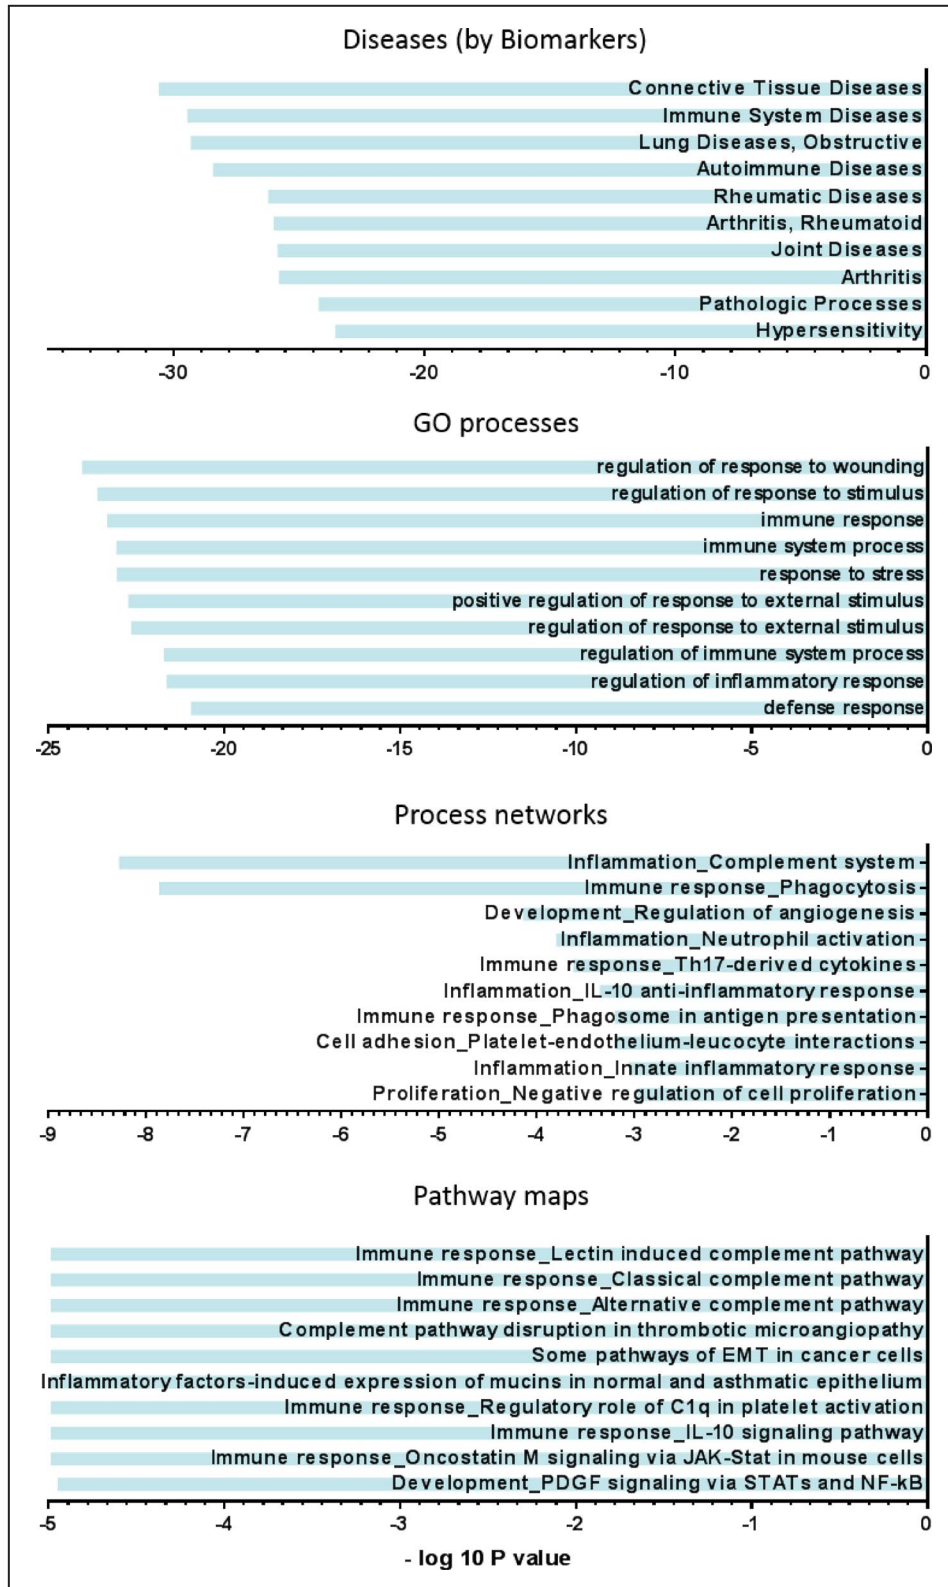 Diseases (by Biomarkers)
Connective Tissue Diseases
Immune System Diseases
Lung Diseases, Obstructive
Autoimmune Diseases
Rheumatic Diseases
Arthritis, Rheumatoid
Joint Diseases
Arthritis
Pathologic Processes
Hypersensitivity
-30 -20 -10 0
GO processes
regulation of response to wounding
regulation of response to stimulus
immune response
immune system process
response to stress
positive regulation of response to external stimulus
regulation of response to external stimulus
regulation of immune system process
regulation of inflammatory response
defense response
-25 -20 -15 -10 -5 0
Process networks
Inflammation_Complement system
Immune response_Phagocytosis
Development_Regulation of angiogenesis
Inflammation_Neutrophil activation
Immune response_Th17-derived cytokines
Inflammation_IL-10 anti-inflammatory response
Immune response_Phagosome in antigen presentation
Cell adhesion_Platelet-endothelium-leucocyte interactions
Inflammation_Innate inflammatory response
Proliferation_Negative regulation of cell proliferation
-9 -8 -7 -6 -5 -4 -3 -2 -1 0
Pathway maps
Immune response_Lectin induced complement pathway
Immune response_Classical complement pathway
Immune response_Alternative complement pathway
Complement pathway disruption in thrombotic microangiopathy
Some pathways of EMT in cancer cells
Inflammatory factors-induced expression of mucins in normal and asthmatic epithelium
Immune response_Regulatory role of C1q in platelet activation
Immune response_IL-10 signaling pathway
Immune response_Oncostatin M signaling via JAK-Stat in mouse cells
Development_PDGF signaling via STATs and NF-kB
-5 -4 -3 -2 -1 0
- log 10 P value